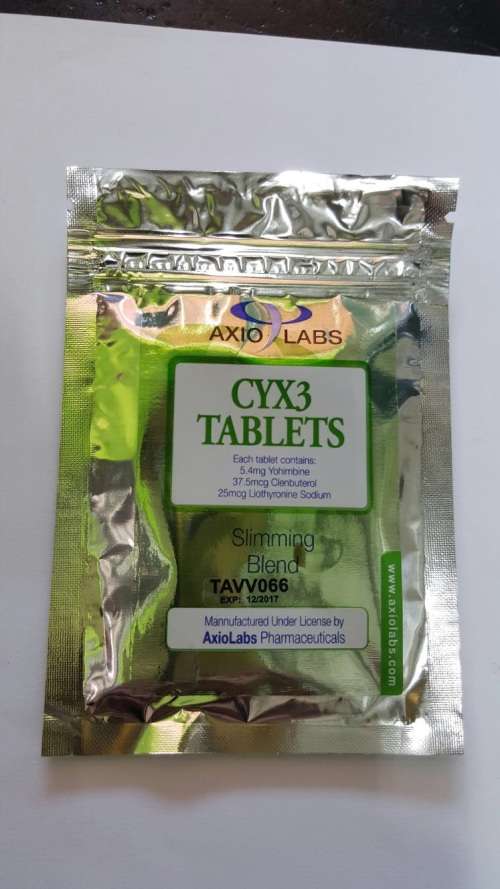 AXIO LABS
CYX3
TABLETS
Each tablet contains:
5.4mg Yohimbine
37.5mcg Clenbuterol
25mcg Liothyronine Sodium
Slimming
Blend
TAVV066
EXP: 12/2017
Mannufactured Under License by
AxioLabs Pharmaceuticals
www.axiolabs.com